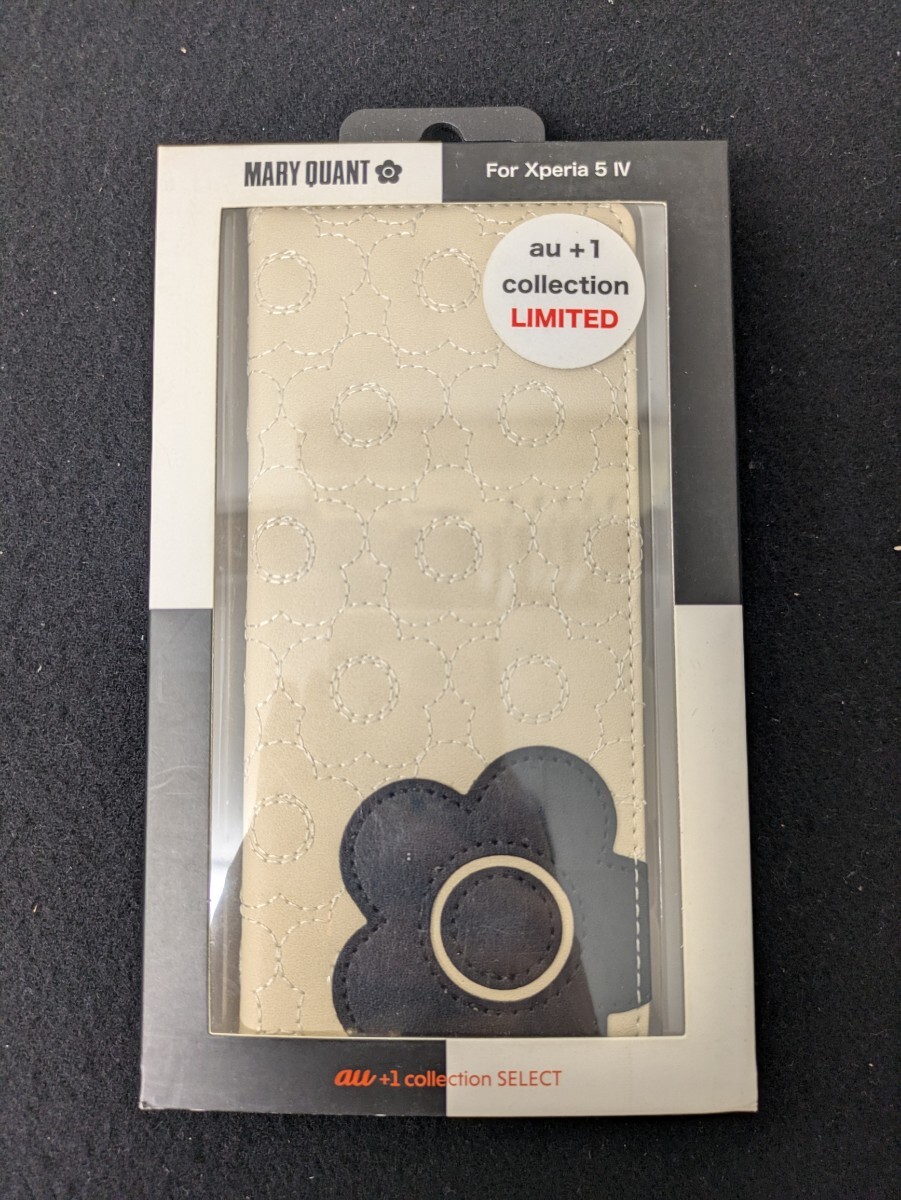 MARY QUANT
For Xperia 5 IV
au +1
collection
LIMITED
au +1 collection SELECT